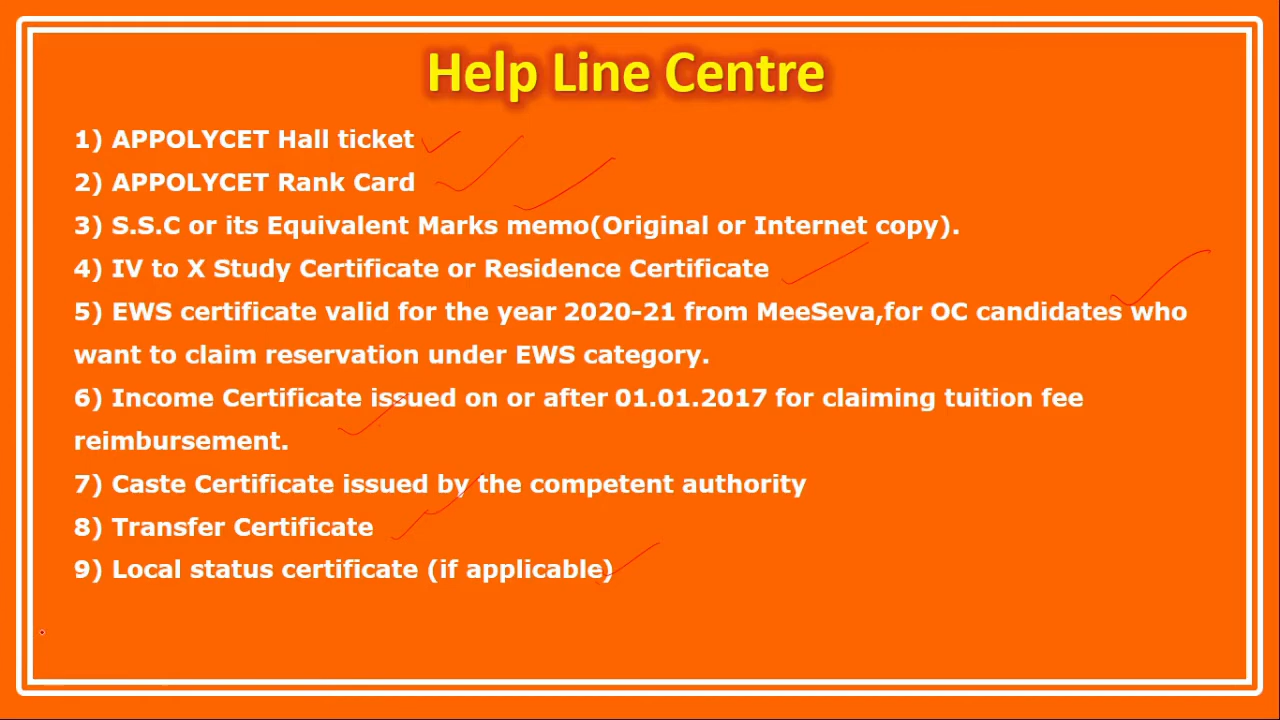 Help Line Centre
1) APPOLYCET Hall ticket
2) APPOLYCET Rank Card
3) S.S.C or its Equivalent Marks memo(Original or Internet copy).
4) IV to X Study Certificate or Residence Certificate
5) EWS certificate valid for the year 2020-21 from MeeSeva,for OC candidates who
want to claim reservation under EWS category.
6) Income Certificate issued on or after 01.01.2017 for claiming tuition fee
reimbursement.
7) Caste Certificate issued by the competent authority
8) Transfer Certificate
9) Local status certificate (if applicable)